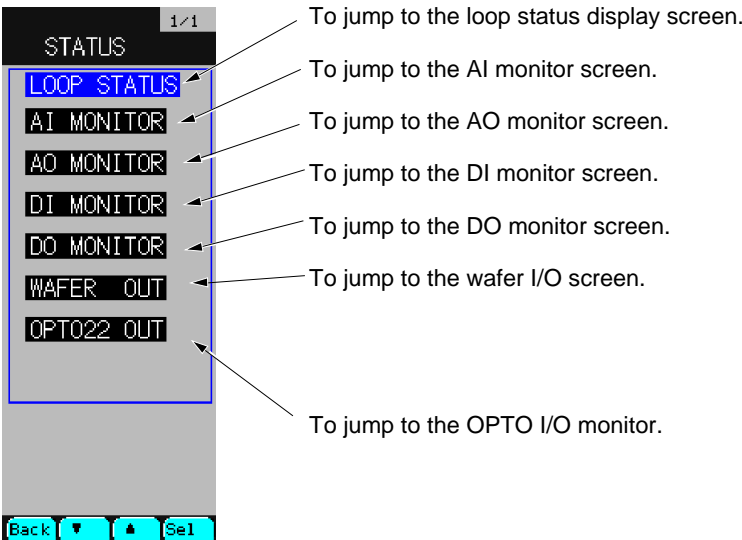 1/1
STATUS
LOOP STATUS
AI MONITOR
AO MONITOR
DI MONITOR
DO MONITOR
WAFER OUT
OPTO22 OUT
Back ▼ ▲ Sel
To jump to the loop status display screen.
To jump to the AI monitor screen.
To jump to the AO monitor screen.
To jump to the DI monitor screen.
To jump to the DO monitor screen.
To jump to the wafer I/O screen.
To jump to the OPTO I/O monitor.